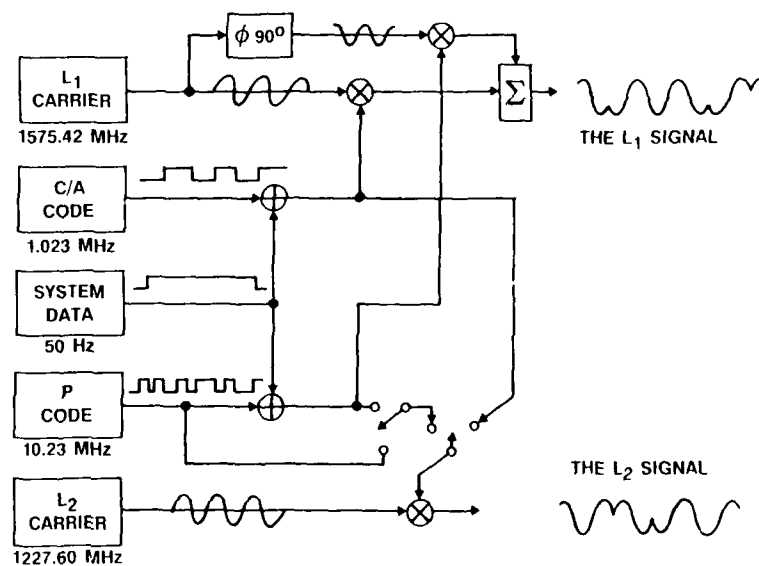 ϕ 90°
L₁
CARRIER
1575.42 MHz
Σ
THE L₁ SIGNAL
C/A
CODE
1.023 MHz
SYSTEM
DATA
50 Hz
P
CODE
10.23 MHz
THE L₂ SIGNAL
L₂
CARRIER
1227.60 MHz